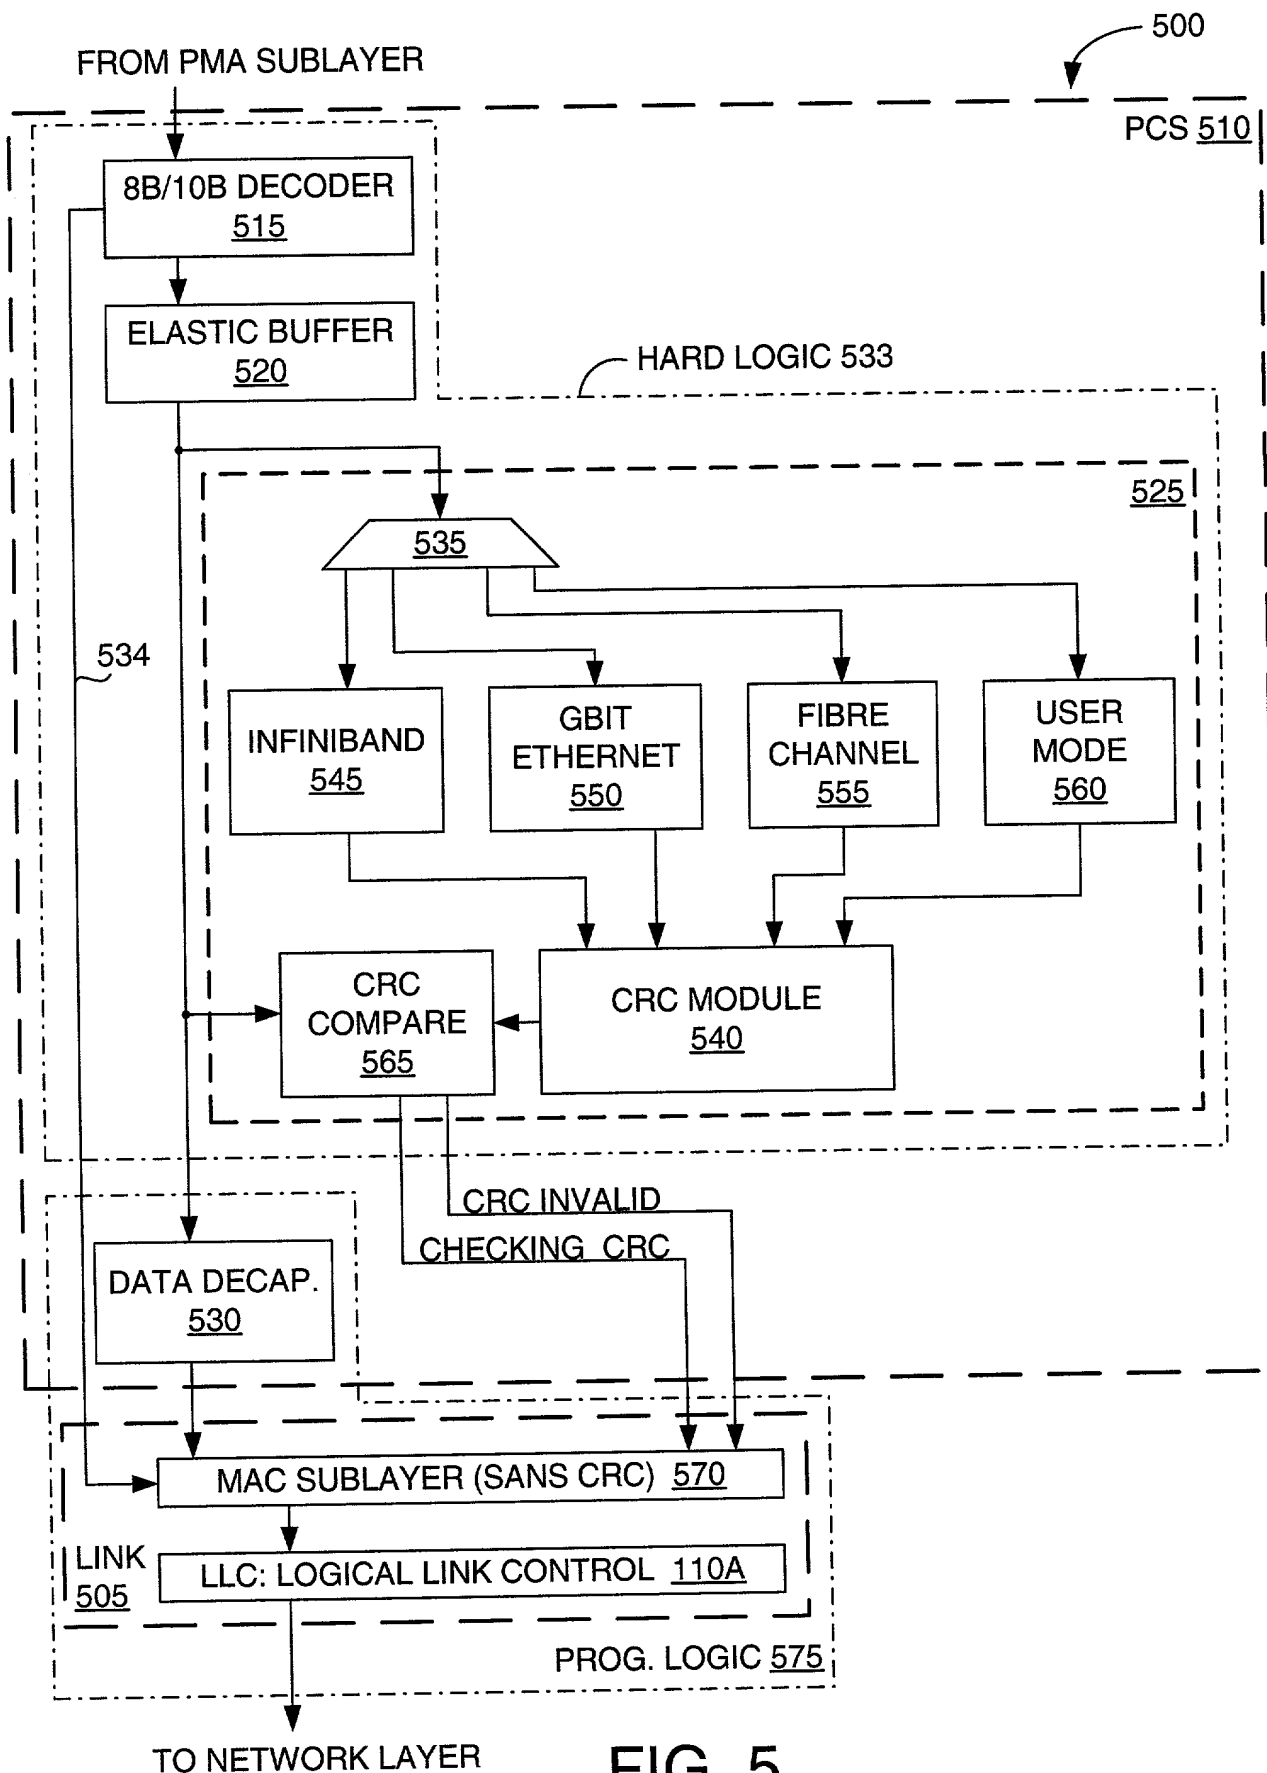 500
FROM PMA SUBLAYER
PCS 510
8B/10B DECODER
515
ELASTIC BUFFER
520
HARD LOGIC 533
525
535
534
INFINIBAND
545
GBIT
ETHERNET
550
FIBRE
CHANNEL
555
USER
MODE
560
CRC
COMPARE
565
CRC MODULE
540
CRC INVALID
CHECKING CRC
DATA DECAP.
530
MAC SUBLAYER (SANS CRC) 570
LINK
505
LLC: LOGICAL LINK CONTROL 110A
PROG. LOGIC 575
TO NETWORK LAYER
FIG. 5